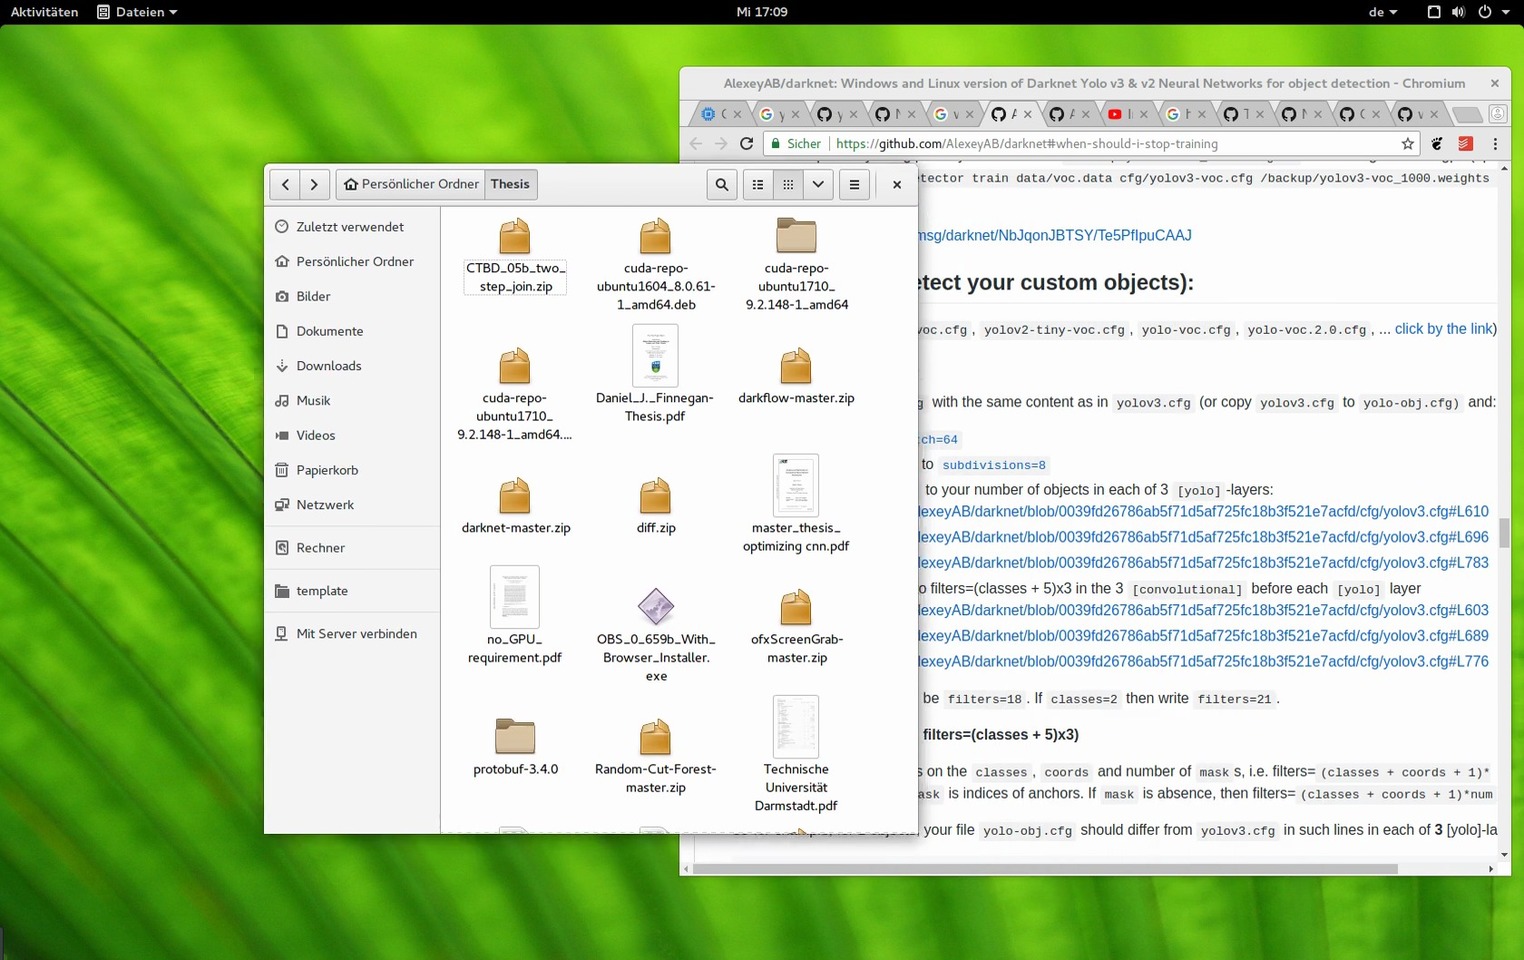 Aktivitäten Dateien Mi 17:09 de
AlexeyAB/darknet: Windows and Linux version of Darknet Yolo v3 & v2 Neural Networks for object detection - Chromium
Sicher https://github.com/AlexeyAB/darknet#when-should-i-stop-training
Persönlicher Ordner Thesis
Zuletzt verwendet
Persönlicher Ordner
Bilder
Dokumente
Downloads
Musik
Videos
Papierkorb
Netzwerk
Rechner
template
Mit Server verbinden
CTBD_05b_two_
step_join.zip
cuda-repo-
ubuntu1604_8.0.61-
1_amd64.deb
cuda-repo-
ubuntu1710_
9.2.148-1_amd64
cuda-repo-
ubuntu1710_
9.2.148-1_amd64....
Daniel_J._Finnegan-
Thesis.pdf
darkflow-master.zip
darknet-master.zip
diff.zip
master_thesis_
optimizing cnn.pdf
no_GPU_
requirement.pdf
OBS_0_659b_With_
Browser_Installer.
exe
ofxScreenGrab-
master.zip
protobuf-3.4.0
Random-Cut-Forest-
master.zip
Technische
Universität
Darmstadt.pdf
tector train data/voc.data cfg/yolov3-voc.cfg /backup/yolov3-voc_1000.weights
msg/darknet/NbJqonJBTSY/Te5PfIpuCAAJ
etect your custom objects):
voc.cfg , yolov2-tiny-voc.cfg , yolo-voc.cfg , yolo-voc.2.0.cfg , ... click by the link)
g with the same content as in yolov3.cfg (or copy yolov3.cfg to yolo-obj.cfg) and:
tch=64
to subdivisions=8
to your number of objects in each of 3 [yolo] -layers:
lexeyAB/darknet/blob/0039fd26786ab5f71d5af725fc18b3f521e7acfd/cfg/yolov3.cfg#L610
lexeyAB/darknet/blob/0039fd26786ab5f71d5af725fc18b3f521e7acfd/cfg/yolov3.cfg#L696
lexeyAB/darknet/blob/0039fd26786ab5f71d5af725fc18b3f521e7acfd/cfg/yolov3.cfg#L783
o filters=(classes + 5)x3 in the 3 [convolutional] before each [yolo] layer
lexeyAB/darknet/blob/0039fd26786ab5f71d5af725fc18b3f521e7acfd/cfg/yolov3.cfg#L603
lexeyAB/darknet/blob/0039fd26786ab5f71d5af725fc18b3f521e7acfd/cfg/yolov3.cfg#L689
lexeyAB/darknet/blob/0039fd26786ab5f71d5af725fc18b3f521e7acfd/cfg/yolov3.cfg#L776
be filters=18 . If classes=2 then write filters=21 .
filters=(classes + 5)x3)
s on the classes , coords and number of mask s, i.e. filters= (classes + coords + 1)*
ask is indices of anchors. If mask is absence, then filters= (classes + coords + 1)*num
your file yolo-obj.cfg should differ from yolov3.cfg in such lines in each of 3 [yolo]-la